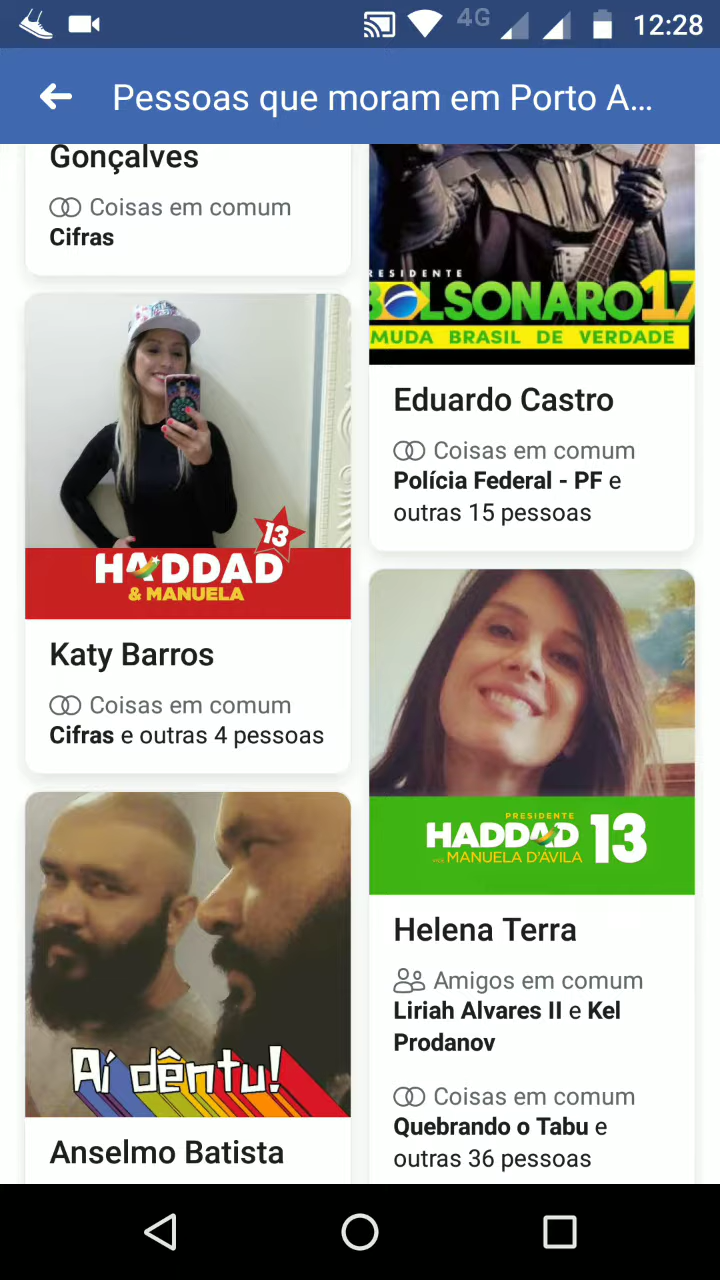 4G
12:28
Pessoas que moram em Porto A...
Gonçalves
Coisas em comum
Cifras
13
HADDAD
& MANUELA
Katy Barros
Coisas em comum
Cifras e outras 4 pessoas
Aí dêntu!
Anselmo Batista
RESIDENTE
BOLSONARO17
MUDA BRASIL DE VERDADE
Eduardo Castro
Coisas em comum
Polícia Federal - PF e
outras 15 pessoas
PRESIDENTE
HADDAD 13
MANUELA D'ÁVILA
Helena Terra
Amigos em comum
Liriah Alvares II e Kel
Prodanov
Coisas em comum
Quebrando o Tabu e
outras 36 pessoas